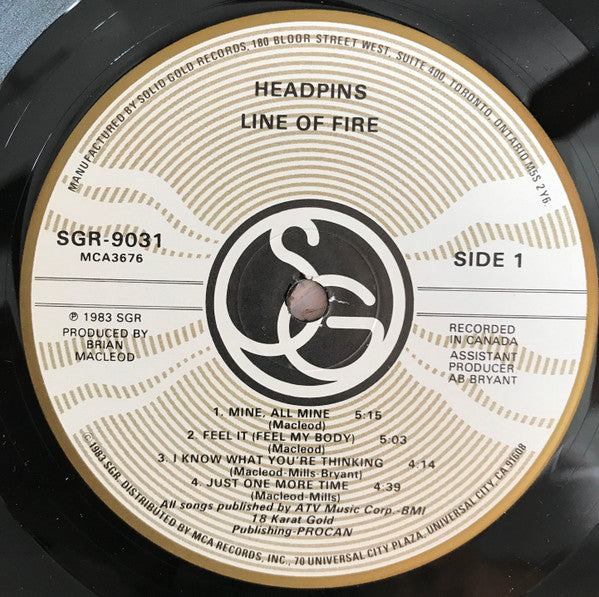 MANUFACTURED BY SOLID GOLD RECORDS, 180 BLOOR STREET WEST, SUITE 400, TORONTO, ONTARIO M5S 2Y6
HEADPINS
LINE OF FIRE
SGR-9031
MCA3676
SIDE 1
SG
℗ 1983 SGR
PRODUCED BY
BRIAN
MACLEOD
RECORDED
IN CANADA
ASSISTANT
PRODUCER
AB BRYANT
1. MINE, ALL MINE 5:15
(Macleod)
2. FEEL IT (FEEL MY BODY) 5:03
(Macleod)
3. I KNOW WHAT YOU'RE THINKING 4:14
(Macleod-Mills-Bryant)
4. JUST ONE MORE TIME 4:39
(Macleod-Mills)
All songs published by ATV Music Corp.-BMI
18 Karat Gold
Publishing-PROCAN
© 1983 SGR. DISTRIBUTED BY MCA RECORDS, INC., 70 UNIVERSAL CITY PLAZA, UNIVERSAL CITY, CA 91608